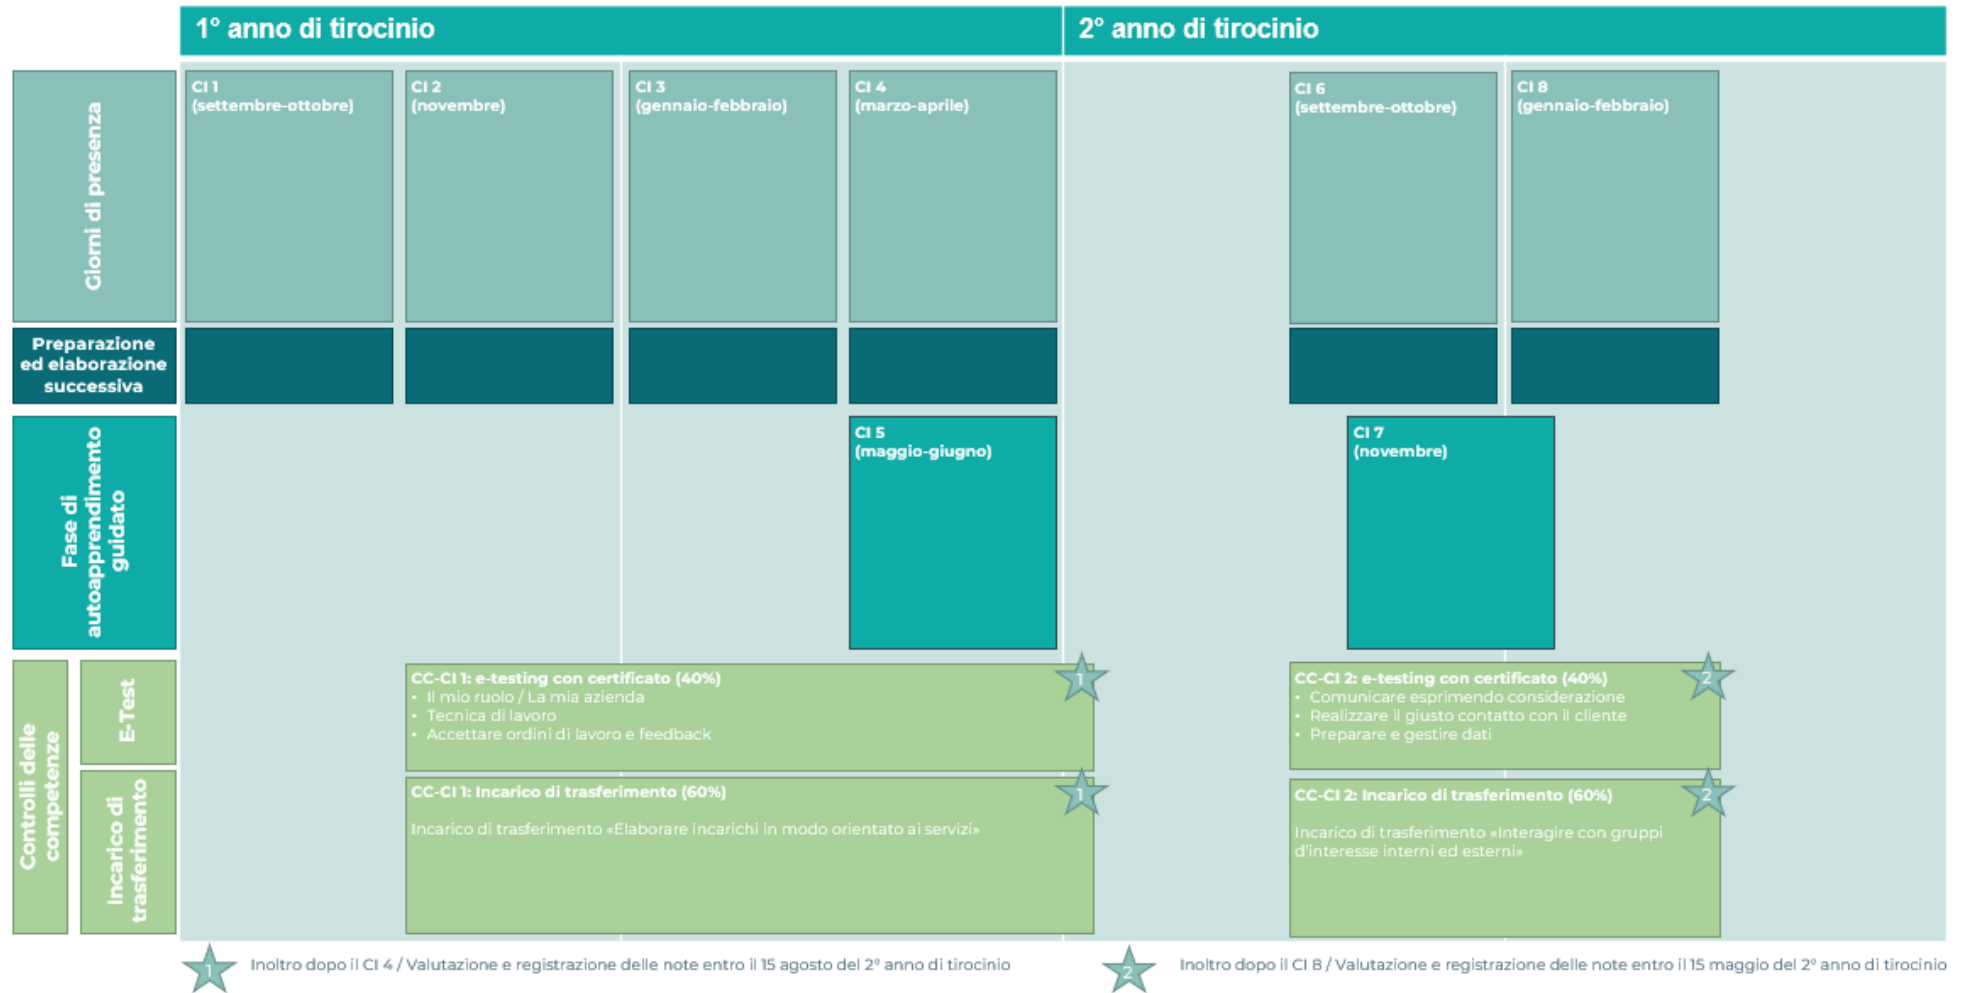 1° anno di tirocinio
2° anno di tirocinio
Giorni di presenza
CI 1
(settembre-ottobre)
CI 2
(novembre)
CI 3
(gennaio-febbraio)
CI 4
(marzo-aprile)
CI 6
(settembre-ottobre)
CI 8
(gennaio-febbraio)
Preparazione
ed elaborazione
successiva
Fase di
autoapprendimento
guidato
CI 5
(maggio-giugno)
CI 7
(novembre)
Controlli delle
competenze
E-Test
CC-CI 1: e-testing con certificato (40%)
• Il mio ruolo / La mia azienda
• Tecnica di lavoro
• Accettare ordini di lavoro e feedback
1
CC-CI 2: e-testing con certificato (40%)
• Comunicare esprimendo considerazione
• Realizzare il giusto contatto con il cliente
• Preparare e gestire dati
2
Incarico di
trasferimento
CC-CI 1: Incarico di trasferimento (60%)
Incarico di trasferimento «Elaborare incarichi in modo orientato ai servizi»
1
CC-CI 2: Incarico di trasferimento (60%)
Incarico di trasferimento «Interagire con gruppi
d'interesse interni ed esterni»
2
1 Inoltro dopo il CI 4 / Valutazione e registrazione delle note entro il 15 agosto del 2° anno di tirocinio
2 Inoltro dopo il CI 8 / Valutazione e registrazione delle note entro il 15 maggio del 2° anno di tirocinio